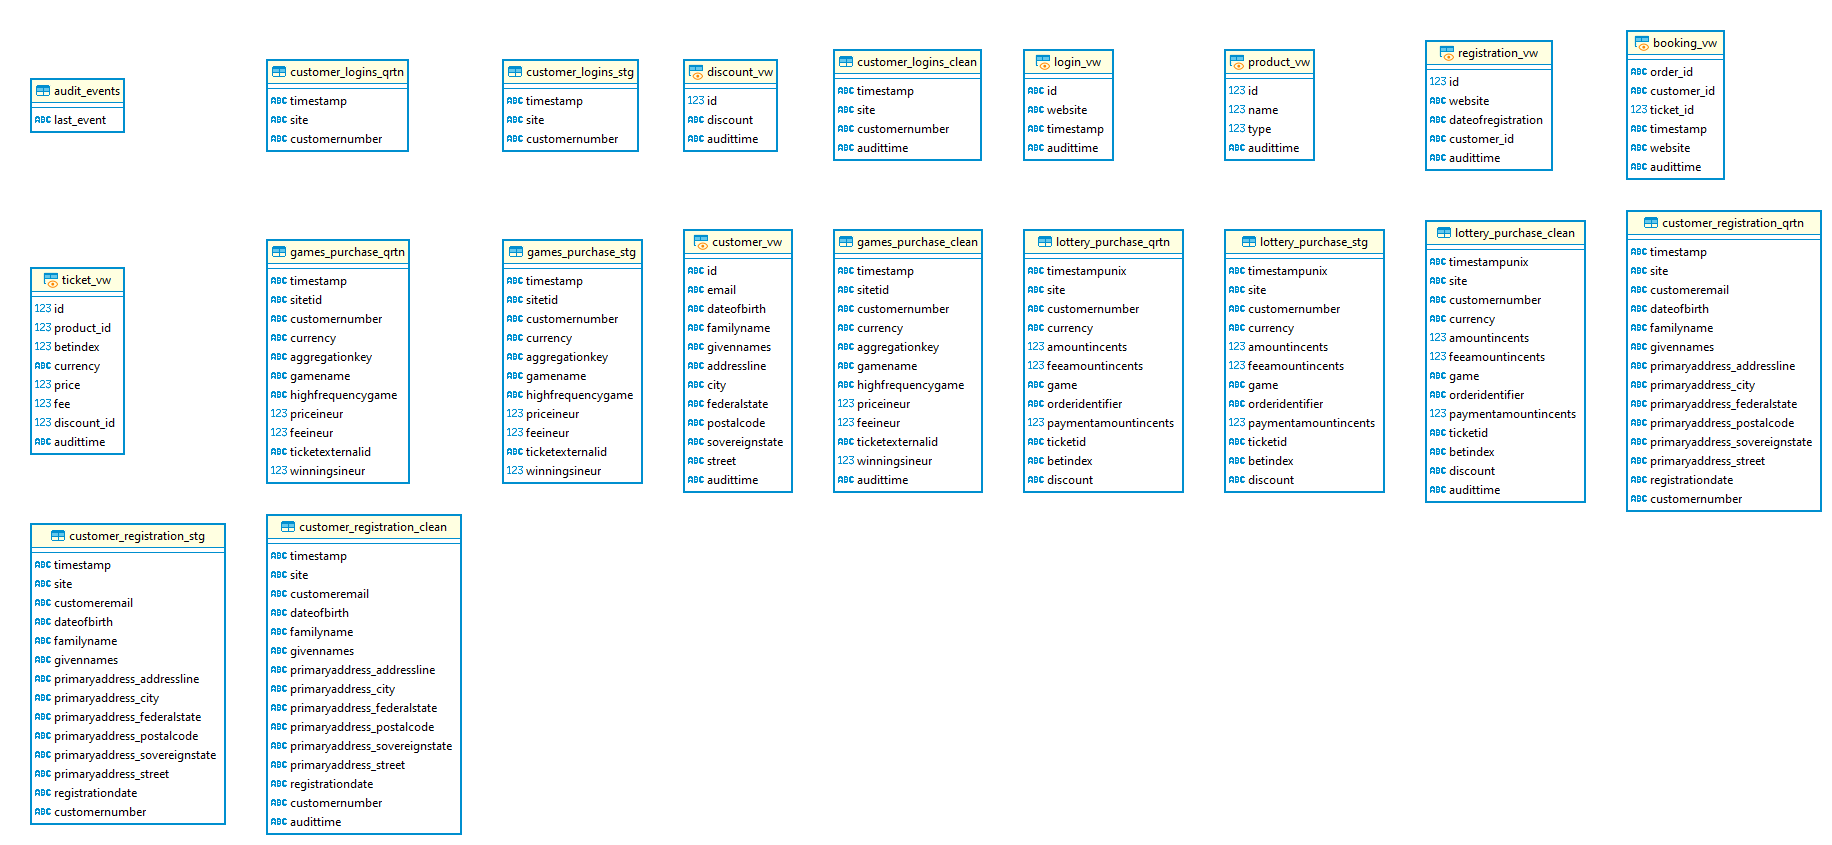 audit_events
ABC last_event
customer_logins_qrtn
ABC timestamp
ABC site
ABC customernumber
customer_logins_stg
ABC timestamp
ABC site
ABC customernumber
discount_vw
123 id
ABC discount
ABC audittime
customer_logins_clean
ABC timestamp
ABC site
ABC customernumber
ABC audittime
login_vw
ABC id
ABC website
ABC timestamp
ABC audittime
product_vw
123 id
123 name
123 type
ABC audittime
registration_vw
123 id
ABC website
ABC dateofregistration
ABC customer_id
ABC audittime
booking_vw
ABC order_id
ABC customer_id
123 ticket_id
ABC timestamp
ABC website
ABC audittime
ticket_vw
123 id
123 product_id
123 betindex
ABC currency
123 price
123 fee
123 discount_id
ABC audittime
games_purchase_qrtn
ABC timestamp
ABC sitetid
ABC customernumber
ABC currency
ABC aggregationkey
ABC gamename
ABC highfrequencygame
123 priceineur
123 feeineur
ABC ticketexternalid
123 winningsineur
games_purchase_stg
ABC timestamp
ABC sitetid
ABC customernumber
ABC currency
ABC aggregationkey
ABC gamename
ABC highfrequencygame
123 priceineur
123 feeineur
ABC ticketexternalid
123 winningsineur
customer_vw
ABC id
ABC email
ABC dateofbirth
ABC familyname
ABC givennames
ABC addressline
ABC city
ABC federalstate
ABC postalcode
ABC sovereignstate
ABC street
ABC audittime
games_purchase_clean
ABC timestamp
ABC sitetid
ABC customernumber
ABC currency
ABC aggregationkey
ABC gamename
ABC highfrequencygame
123 priceineur
123 feeineur
ABC ticketexternalid
123 winningsineur
ABC audittime
lottery_purchase_qrtn
ABC timestampunix
ABC site
ABC customernumber
ABC currency
123 amountincents
123 feeamountincents
ABC game
ABC orderidentifier
123 paymentamountincents
ABC ticketid
ABC betindex
ABC discount
lottery_purchase_stg
ABC timestampunix
ABC site
ABC customernumber
ABC currency
123 amountincents
123 feeamountincents
ABC game
ABC orderidentifier
123 paymentamountincents
ABC ticketid
ABC betindex
ABC discount
lottery_purchase_clean
ABC timestampunix
ABC site
ABC customernumber
ABC currency
123 amountincents
123 feeamountincents
ABC game
ABC orderidentifier
123 paymentamountincents
ABC ticketid
ABC betindex
ABC discount
ABC audittime
customer_registration_qrtn
ABC timestamp
ABC site
ABC customeremail
ABC dateofbirth
ABC familyname
ABC givennames
ABC primaryaddress_addressline
ABC primaryaddress_city
ABC primaryaddress_federalstate
ABC primaryaddress_postalcode
ABC primaryaddress_sovereignstate
ABC primaryaddress_street
ABC registrationdate
ABC customernumber
customer_registration_stg
ABC timestamp
ABC site
ABC customeremail
ABC dateofbirth
ABC familyname
ABC givennames
ABC primaryaddress_addressline
ABC primaryaddress_city
ABC primaryaddress_federalstate
ABC primaryaddress_postalcode
ABC primaryaddress_sovereignstate
ABC primaryaddress_street
ABC registrationdate
ABC customernumber
customer_registration_clean
ABC timestamp
ABC site
ABC customeremail
ABC dateofbirth
ABC familyname
ABC givennames
ABC primaryaddress_addressline
ABC primaryaddress_city
ABC primaryaddress_federalstate
ABC primaryaddress_postalcode
ABC primaryaddress_sovereignstate
ABC primaryaddress_street
ABC registrationdate
ABC customernumber
ABC audittime